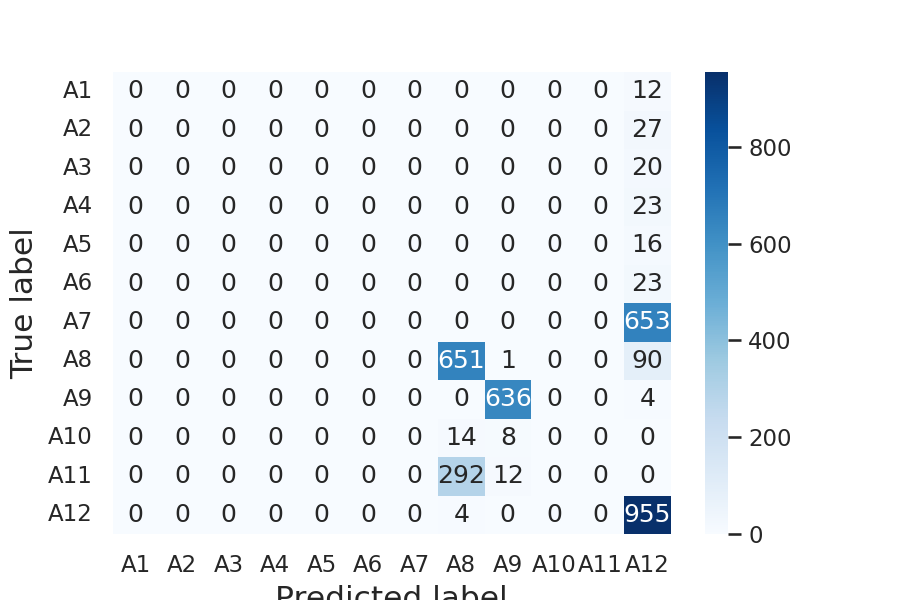 A1 0 0 0 0 0 0 0 0 0 0 0 12
A2 0 0 0 0 0 0 0 0 0 0 0 27
A3 0 0 0 0 0 0 0 0 0 0 0 20
A4 0 0 0 0 0 0 0 0 0 0 0 23
A5 0 0 0 0 0 0 0 0 0 0 0 16
A6 0 0 0 0 0 0 0 0 0 0 0 23
A7 0 0 0 0 0 0 0 0 0 0 0 653
A8 0 0 0 0 0 0 0 651 1 0 0 90
A9 0 0 0 0 0 0 0 0 636 0 0 4
A10 0 0 0 0 0 0 0 14 8 0 0 0
A11 0 0 0 0 0 0 0 292 12 0 0 0
A12 0 0 0 0 0 0 0 4 0 0 0 955
A1 A2 A3 A4 A5 A6 A7 A8 A9 A10 A11 A12
Predicted label
True label
800
600
400
200
0